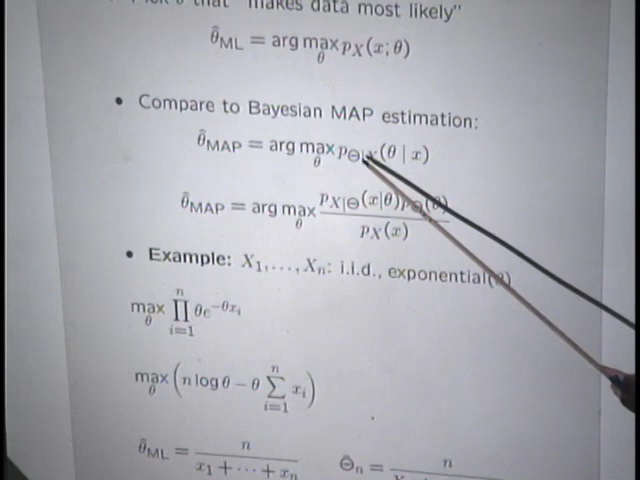 θ that "makes data most likely"
θ̂_ML = arg max_θ p_X(x; θ)
• Compare to Bayesian MAP estimation:
θ̂_MAP = arg max_θ p_Θ|X(θ | x)
θ̂_MAP = arg max_θ p_X|Θ(x|θ)p_Θ(θ) / p_X(x)
• Example: X_1, ..., X_n: i.i.d., exponential(θ)
max_θ ∏_{i=1}^{n} θe^{−θx_i}
max_θ (n log θ − θ ∑_{i=1}^{n} x_i)
θ̂_ML = n / (x_1 + ··· + x_n)    Θ̂_n = n